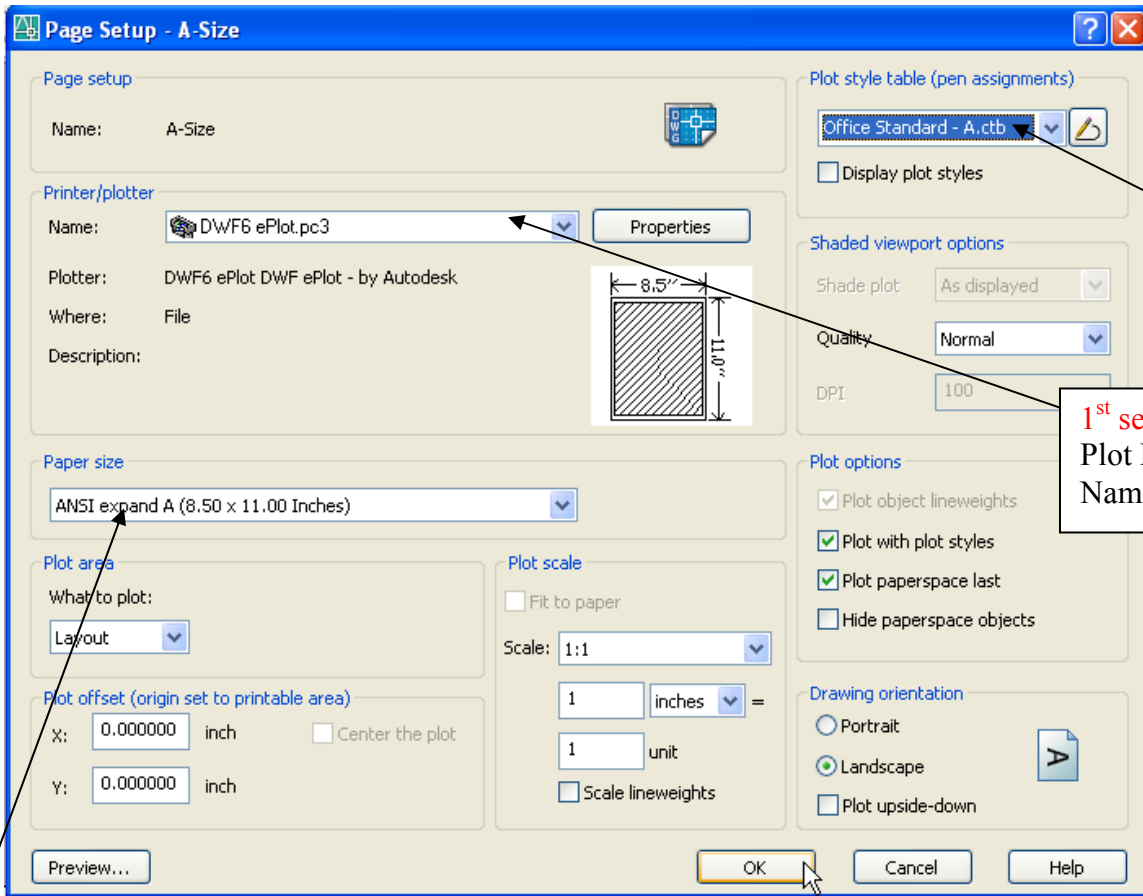 Page Setup - A-Size
Page setup
Name: A-Size
Printer/plotter
Name: DWF6 ePlot.pc3 Properties
Plotter: DWF6 ePlot DWF ePlot - by Autodesk
Where: File
Description:
8.5″
11.0″
Paper size
ANSI expand A (8.50 x 11.00 Inches)
Plot area
What to plot:
Layout
Plot offset (origin set to printable area)
X: 0.000000 inch Center the plot
Y: 0.000000 inch
Plot scale
Fit to paper
Scale: 1:1
1 inches =
1 unit
Scale lineweights
Plot style table (pen assignments)
Office Standard - A.ctb
Display plot styles
Shaded viewport options
Shade plot As displayed
Quality Normal
DPI 100
1st se
Plot
Nam
Plot options
Plot object lineweights
Plot with plot styles
Plot paperspace last
Hide paperspace objects
Drawing orientation
Portrait
Landscape
Plot upside-down
A
Preview... OK Cancel Help